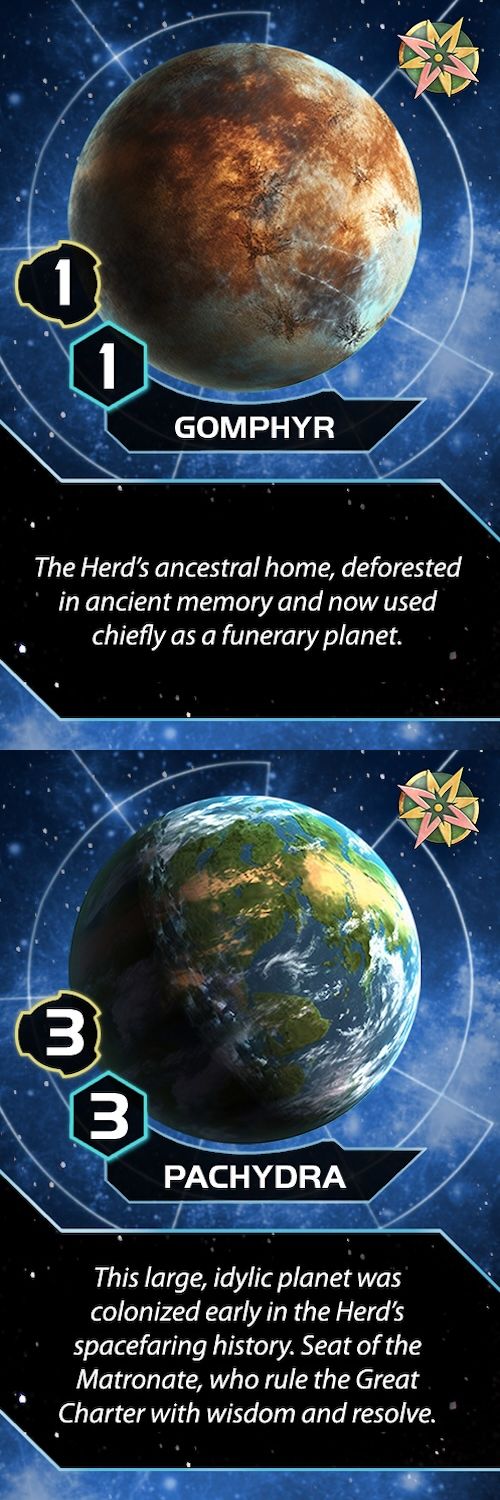 1
1
GOMPHYR
The Herd's ancestral home, deforested
in ancient memory and now used
chiefly as a funerary planet.
3
3
PACHYDRA
This large, idylic planet was
colonized early in the Herd's
spacefaring history. Seat of the
Matronate, who rule the Great
Charter with wisdom and resolve.